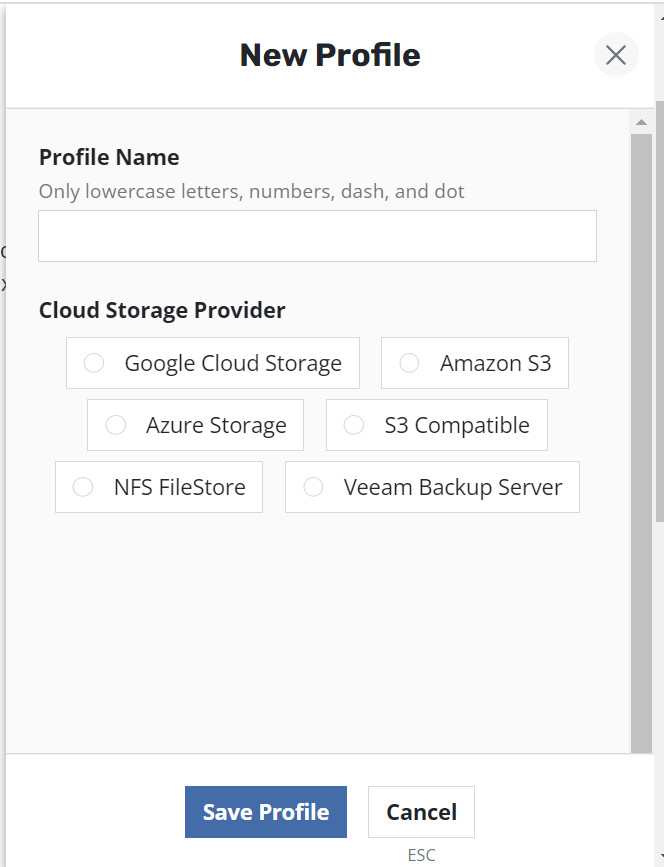 New Profile
Profile Name
Only lowercase letters, numbers, dash, and dot
Cloud Storage Provider
Google Cloud Storage Amazon S3
Azure Storage S3 Compatible
NFS FileStore Veeam Backup Server
Save Profile Cancel
ESC